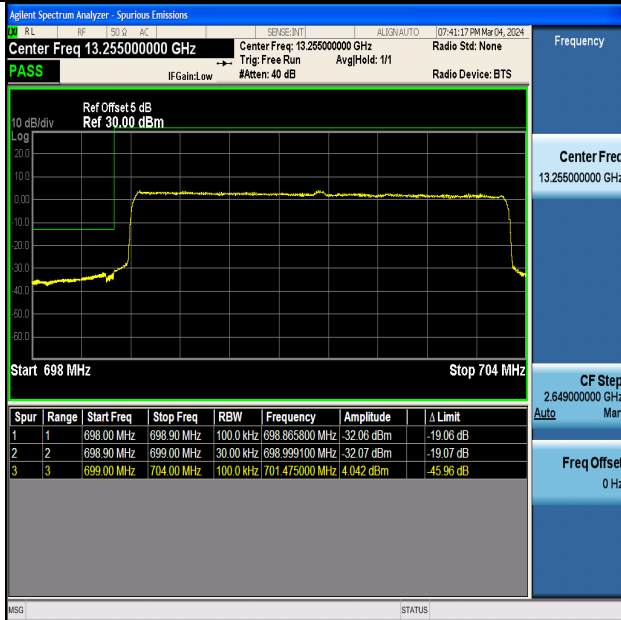 Agilent Spectrum Analyzer - Spurious Emissions
RL RF 50 Ω AC SENSE:INT ALIGN AUTO 07:41:17 PM Mar 04, 2024
Center Freq 13.255000000 GHz
Center Freq: 13.255000000 GHz
Radio Std: None
Trig: Free Run Avg|Hold: 1/1
PASS
IFGain:Low
#Atten: 40 dB
Radio Device: BTS
Ref Offset 5 dB
10 dB/div Ref 30.00 dBm
Log
20.0
10.0
0.00
-10.0
-20.0
-30.0
-40.0
-50.0
-60.0
Start 698 MHz Stop 704 MHz
Spur Range Start Freq Stop Freq RBW Frequency Amplitude Δ Limit
1 1 698.00 MHz 698.90 MHz 100.0 kHz 698.865800 MHz -32.06 dBm -19.06 dB
2 2 698.90 MHz 699.00 MHz 30.00 kHz 698.999100 MHz -32.07 dBm -19.07 dB
3 3 699.00 MHz 704.00 MHz 100.0 kHz 701.475000 MHz 4.042 dBm -45.96 dB
MSG STATUS
Frequency
Center Freq
13.255000000 GHz
CF Step
2.649000000 GHz
Auto Man
Freq Offset
0 Hz